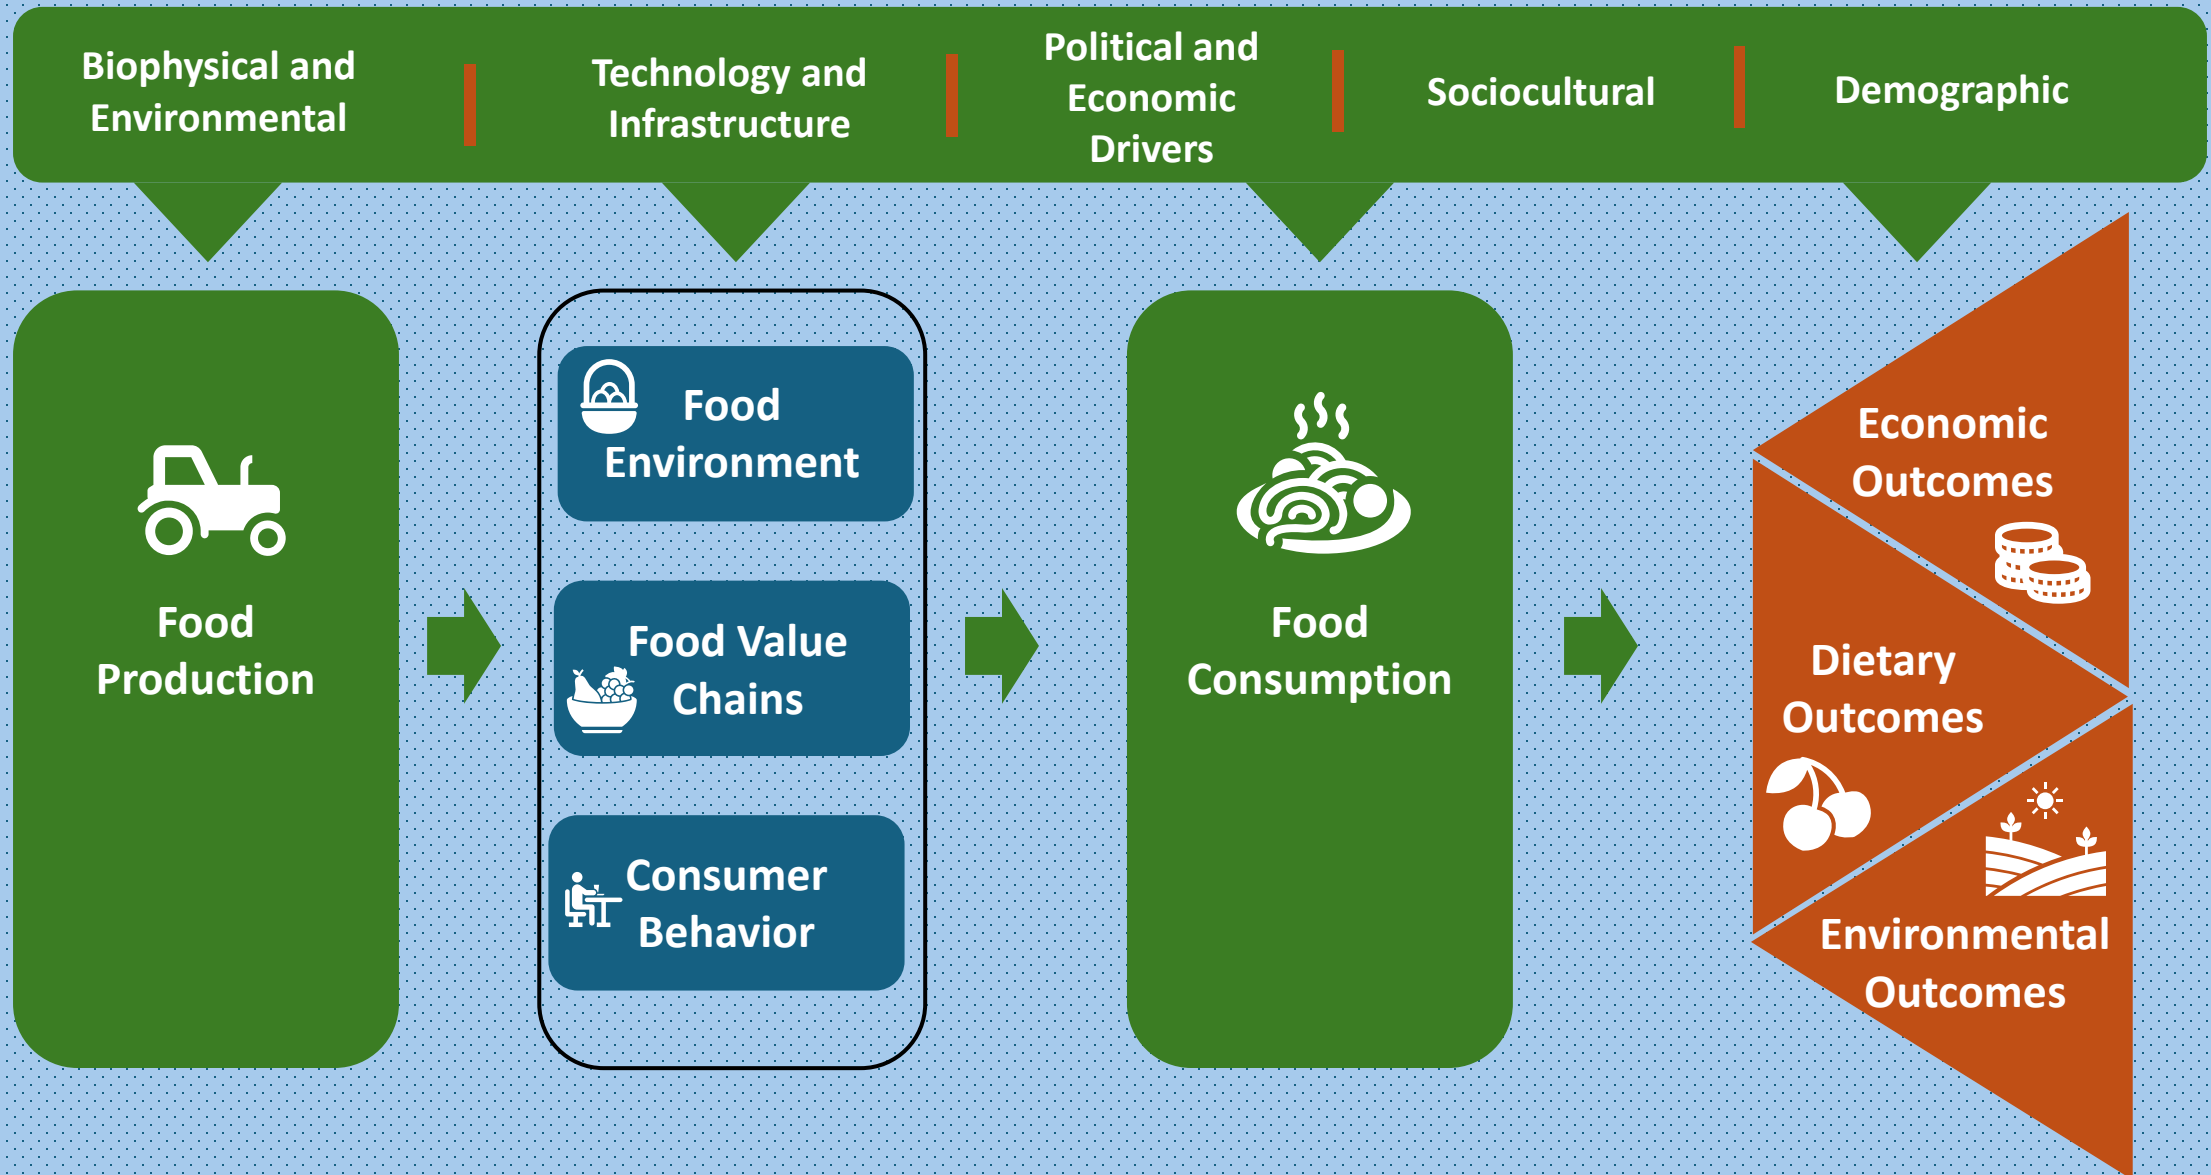 Biophysical and
Environmental
Technology and
Infrastructure
Political and
Economic
Drivers
Sociocultural
Demographic
Food
Production
Food
Environment
Food Value
Chains
Consumer
Behavior
Food
Consumption
Economic
Outcomes
Dietary
Outcomes
Environmental
Outcomes